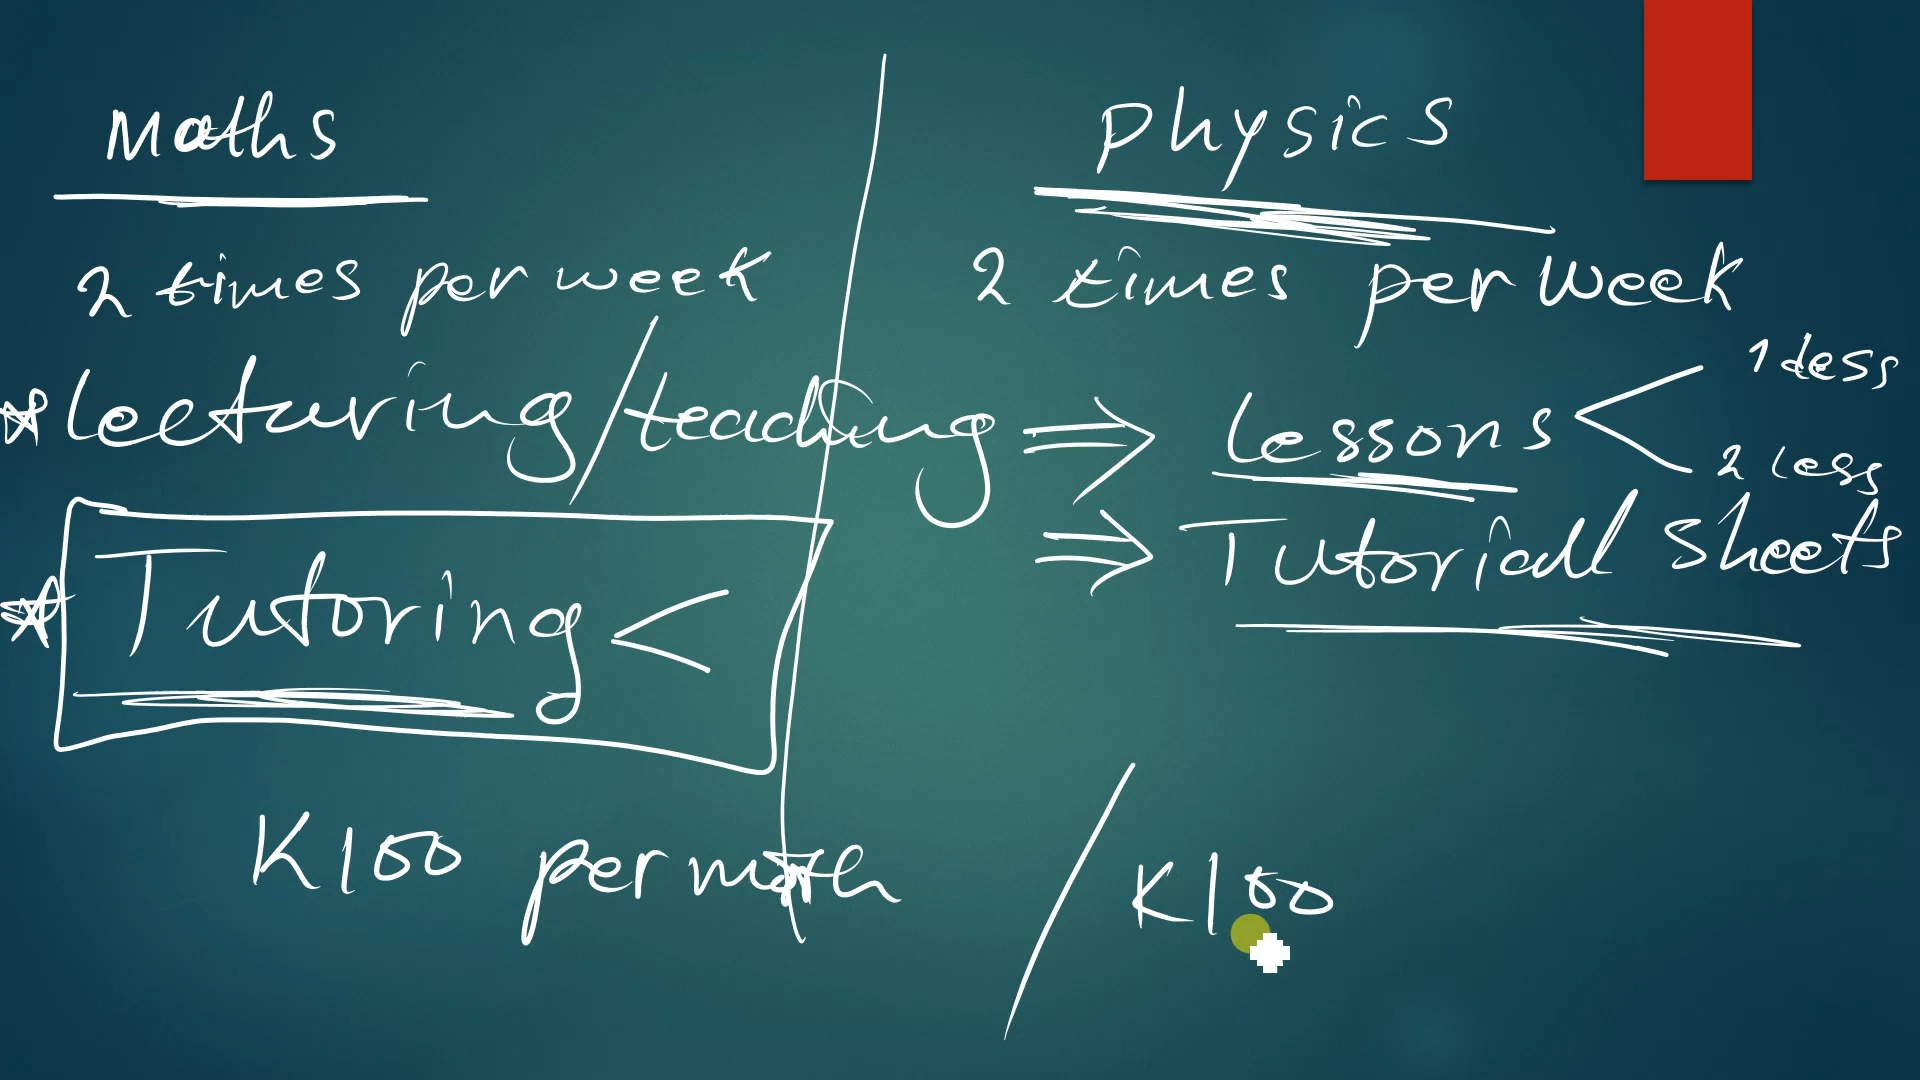 Maths
2 times per week
lecturing/teaching
Tutoring <
K100 per month / K100
Physics
2 times per week
⇒ Lessons <
1 less
2 less
⇒ Tutorial Sheets